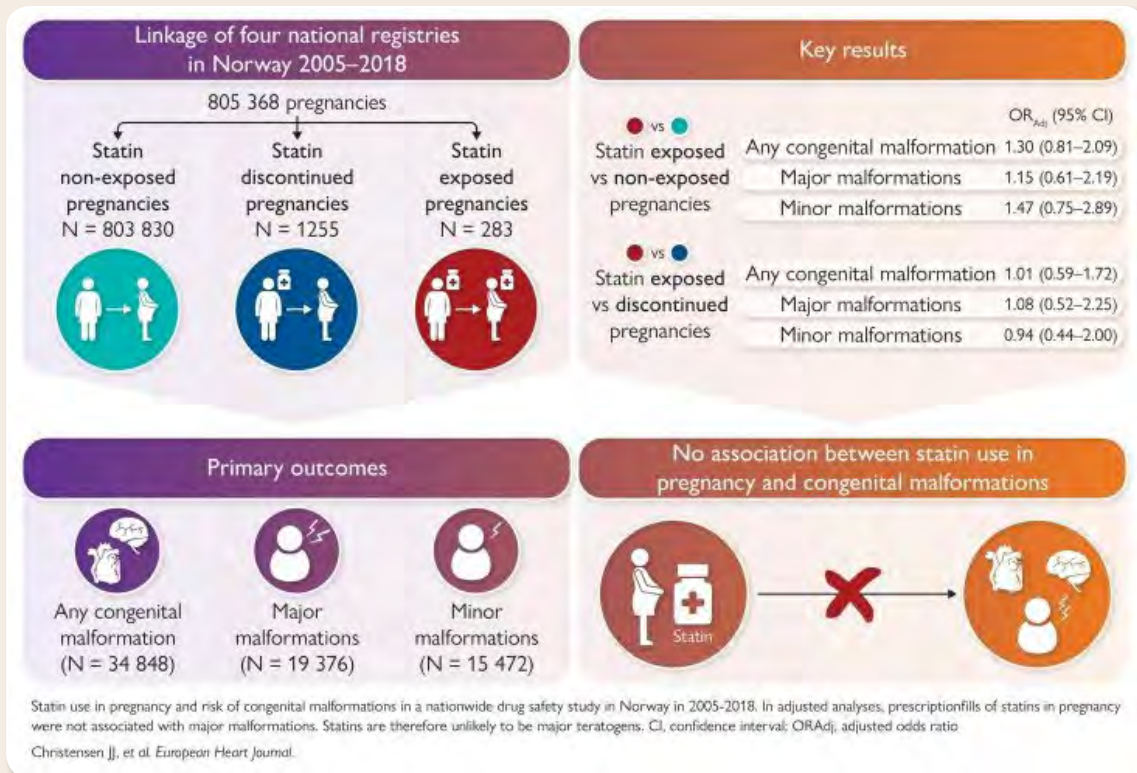 Linkage of four national registries
in Norway 2005–2018
805 368 pregnancies
Statin
non-exposed
pregnancies
N = 803 830
Statin
discontinued
pregnancies
N = 1255
Statin
exposed
pregnancies
N = 283
Key results
ORAdj (95% CI)
vs
Statin exposed
vs non-exposed
pregnancies
Any congenital malformation 1.30 (0.81–2.09)
Major malformations 1.15 (0.61–2.19)
Minor malformations 1.47 (0.75–2.89)
vs
Statin exposed
vs discontinued
pregnancies
Any congenital malformation 1.01 (0.59–1.72)
Major malformations 1.08 (0.52–2.25)
Minor malformations 0.94 (0.44–2.00)
Primary outcomes
Any congenital
malformation
(N = 34 848)
Major
malformations
(N = 19 376)
Minor
malformations
(N = 15 472)
No association between statin use in
pregnancy and congenital malformations
Statin
Statin use in pregnancy and risk of congenital malformations in a nationwide drug safety study in Norway in 2005-2018. In adjusted analyses, prescriptionfills of statins in pregnancy
were not associated with major malformations. Statins are therefore unlikely to be major teratogens. CI, confidence interval; ORAdj, adjusted odds ratio
Christensen JJ, et al. European Heart Journal.